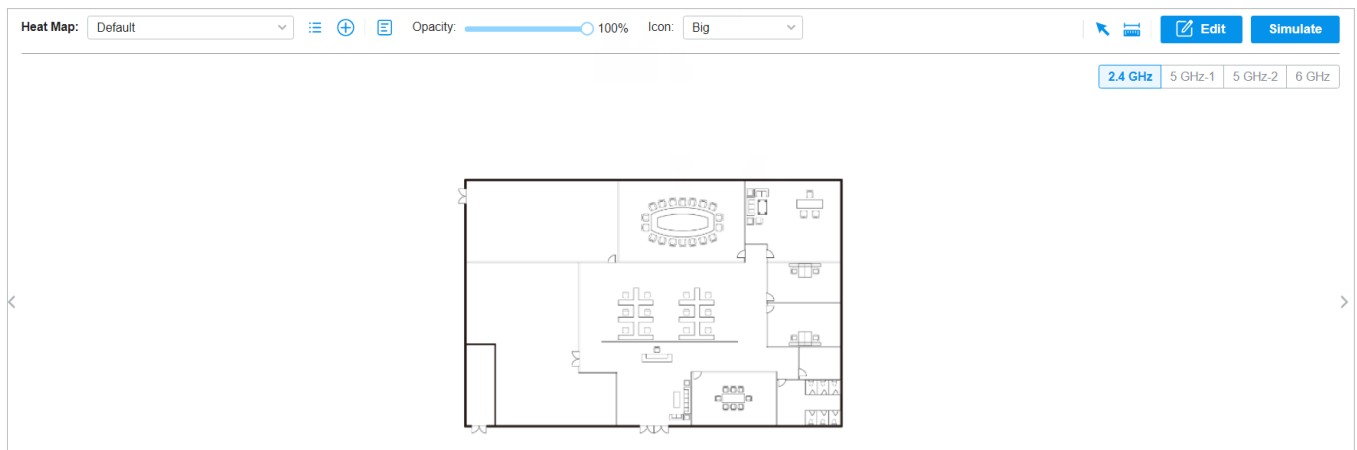 Heat Map: Default Opacity: 100% Icon: Big Edit Simulate
2.4 GHz 5 GHz-1 5 GHz-2 6 GHz